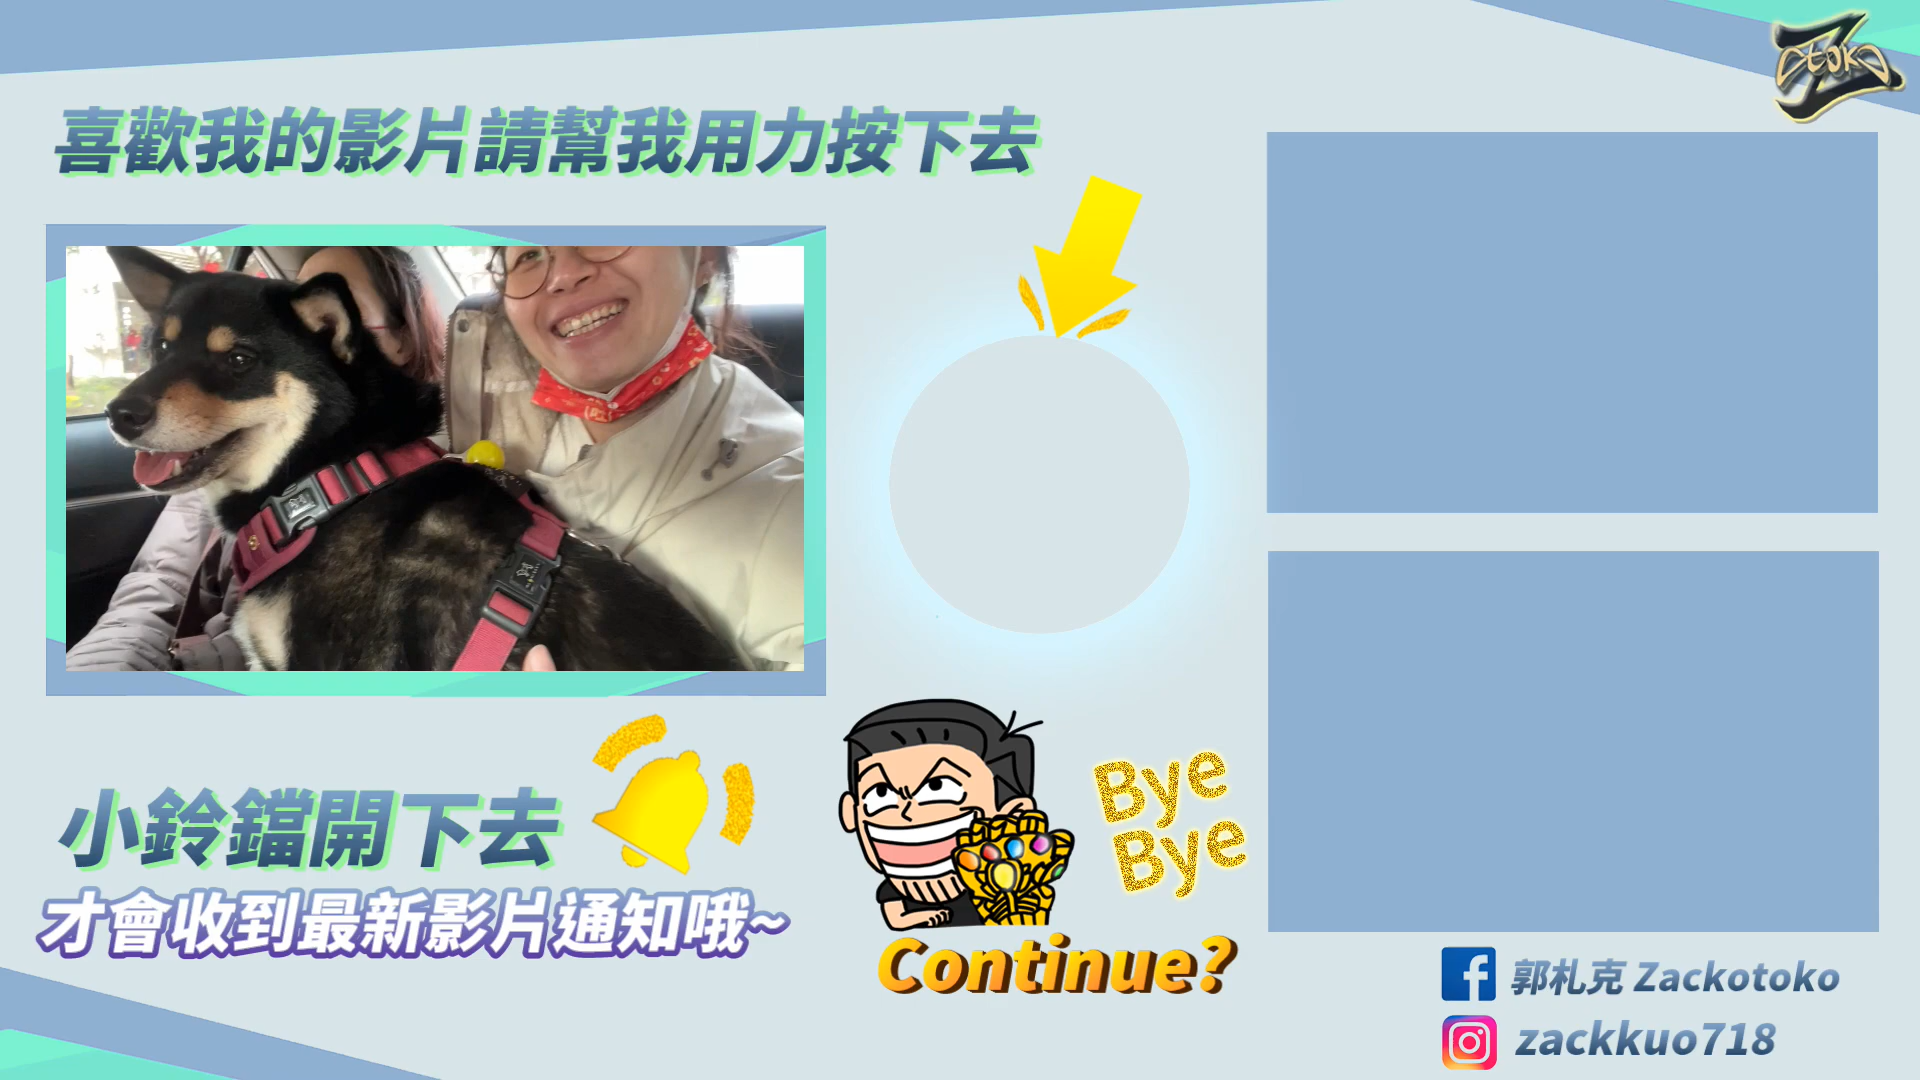 Zotoko
喜歡我的影片請幫我用力按下去
小鈴鐺開下去
才會收到最新影片通知哦~
Bye
Bye
Continue?
郭札克 Zackotoko
zackkuo718